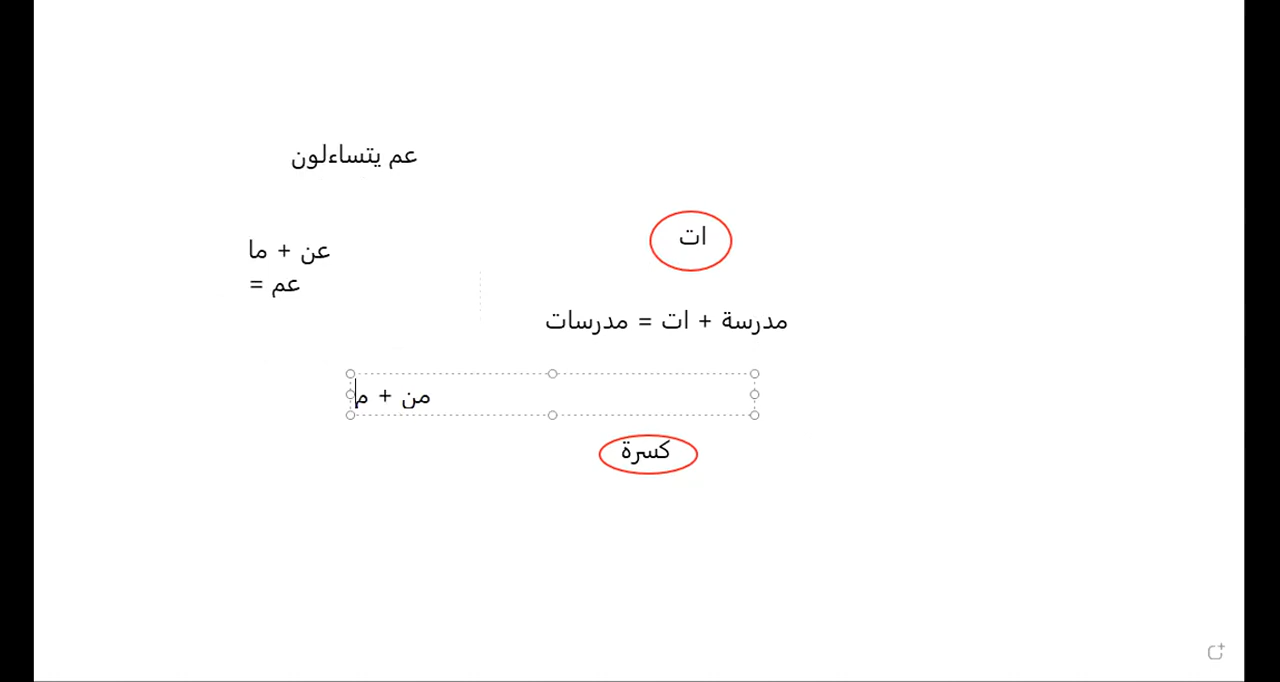 عم يتساءلون
ات
عن + ما
= عم
مدرسة + ات = مدرسات
من + م
كسرة